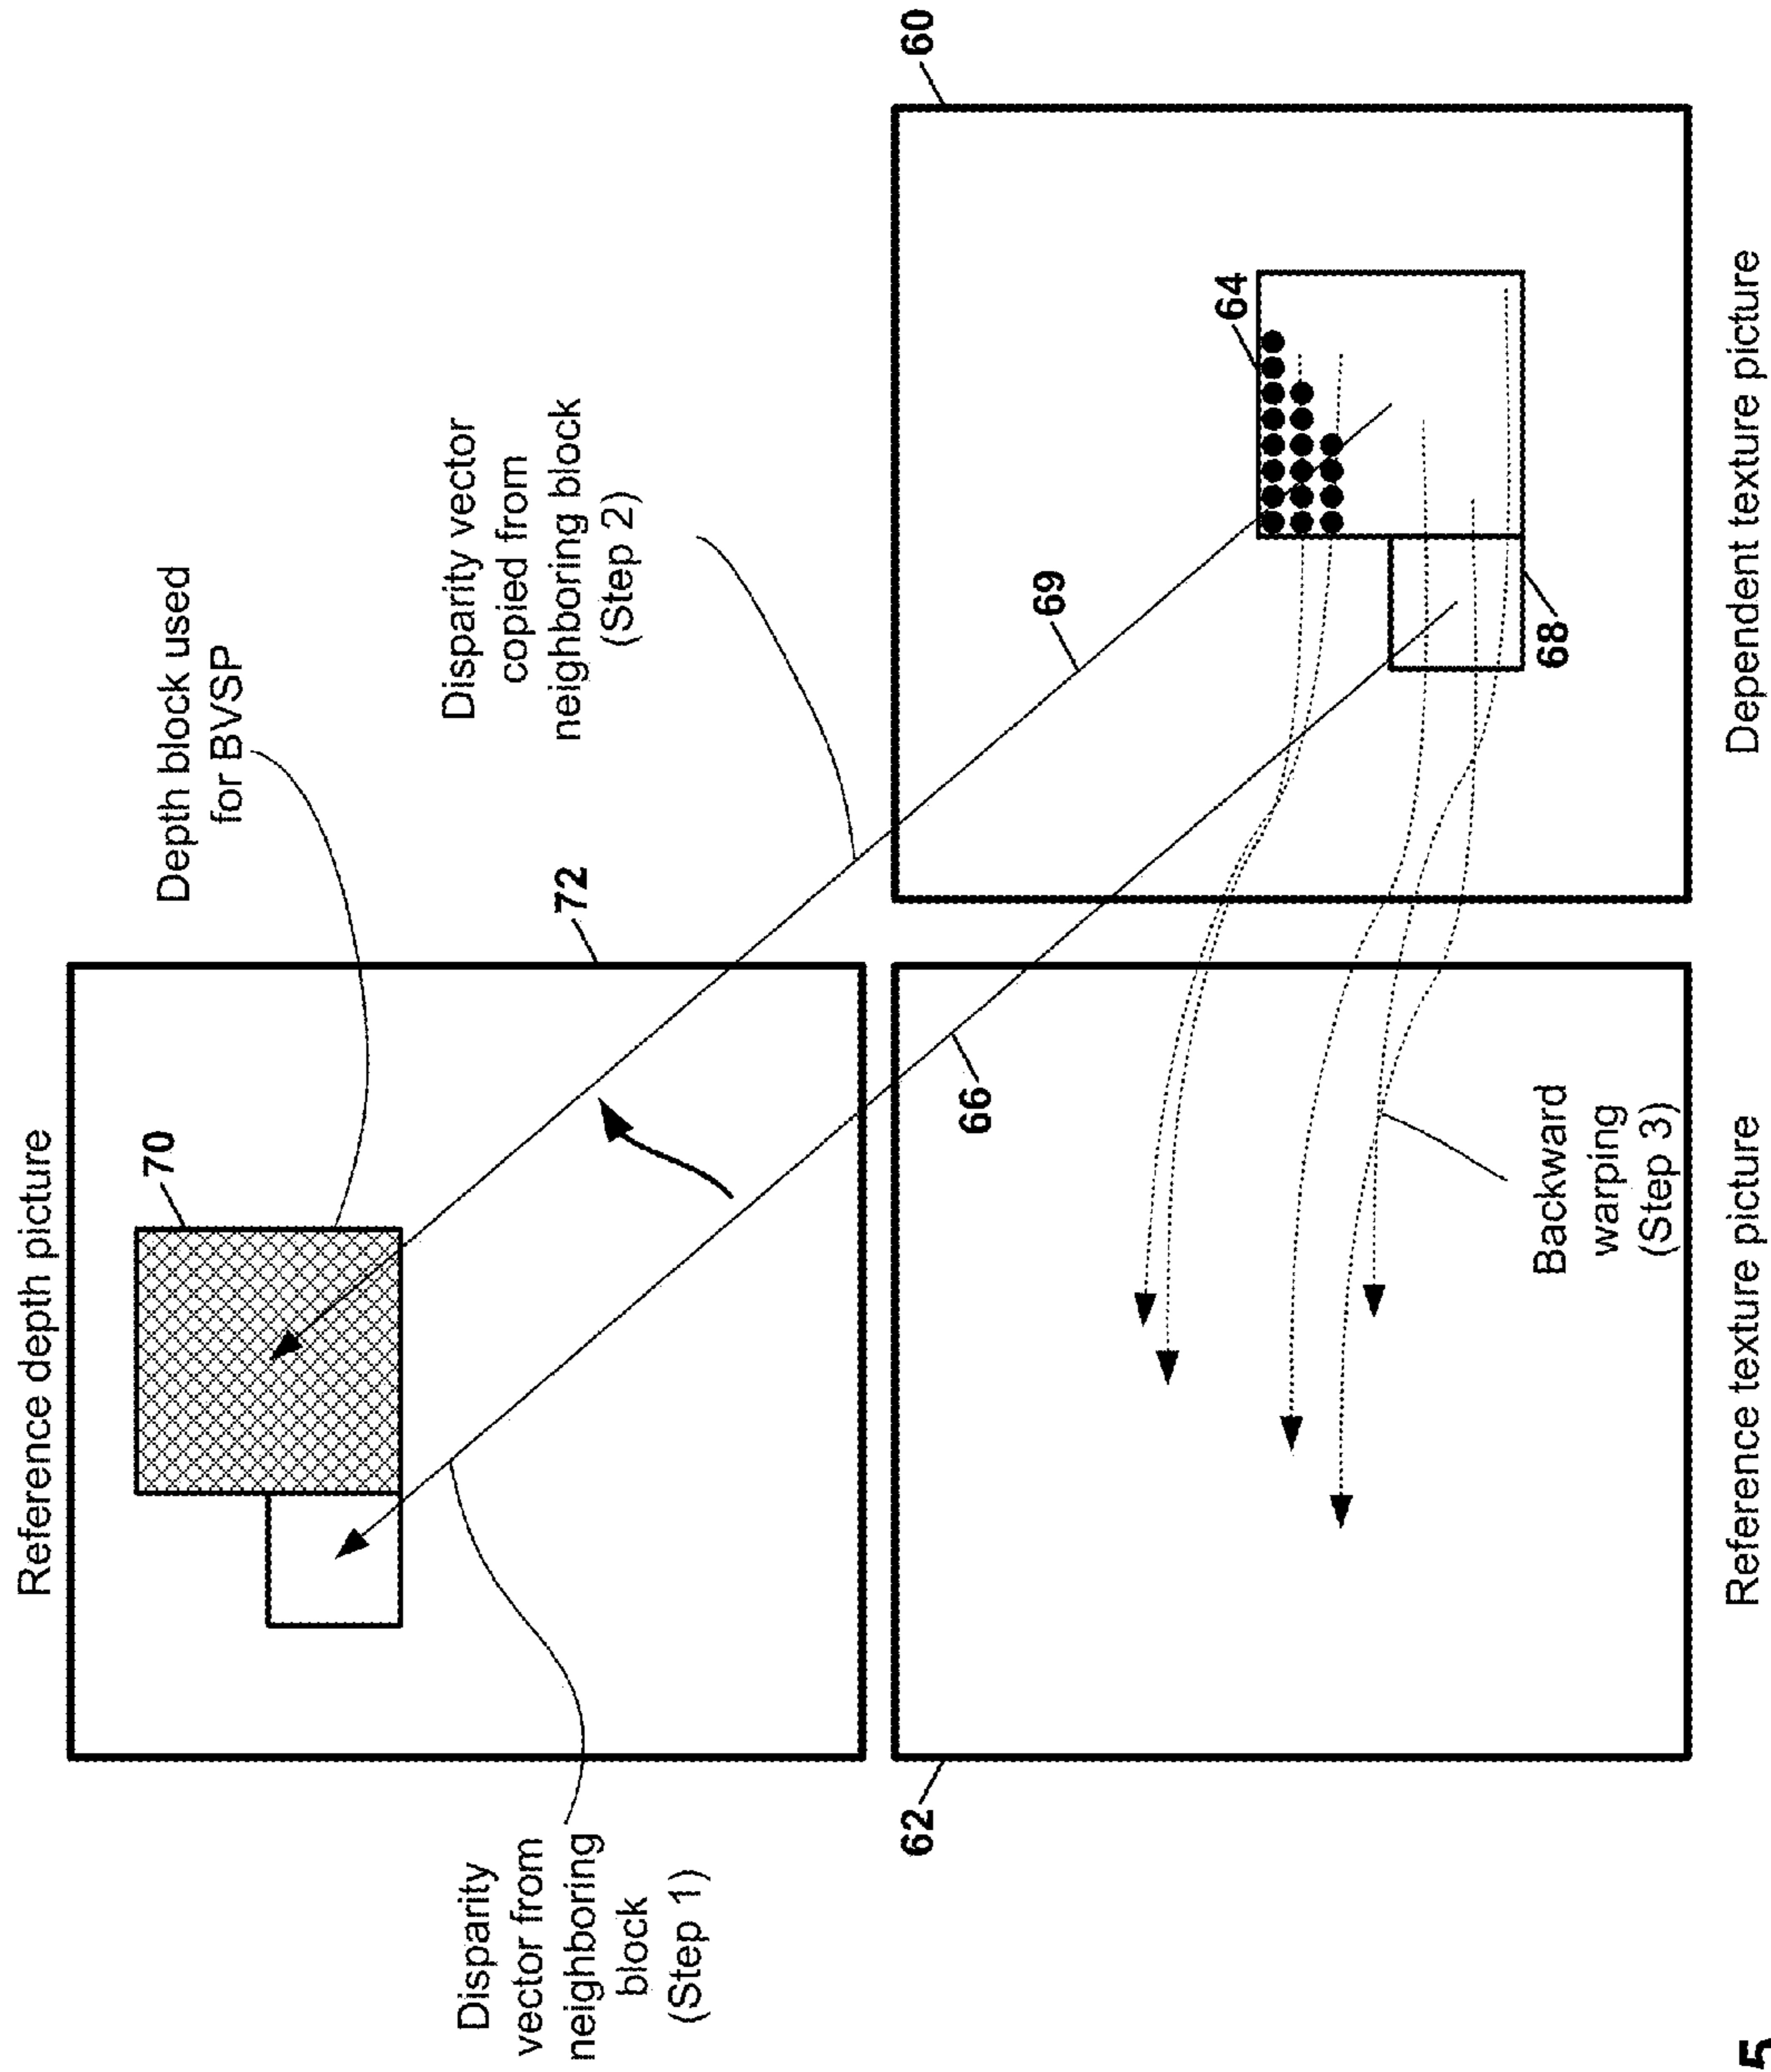 Reference depth picture
70
Depth block used
for BVSP
72
Disparity vector
copied from
neighboring block
(Step 2)
Disparity
vector from
neighboring
block
(Step 1)
62
66
69
60
64
68
Backward
warping
(Step 3)
Reference texture picture
Dependent texture picture
5